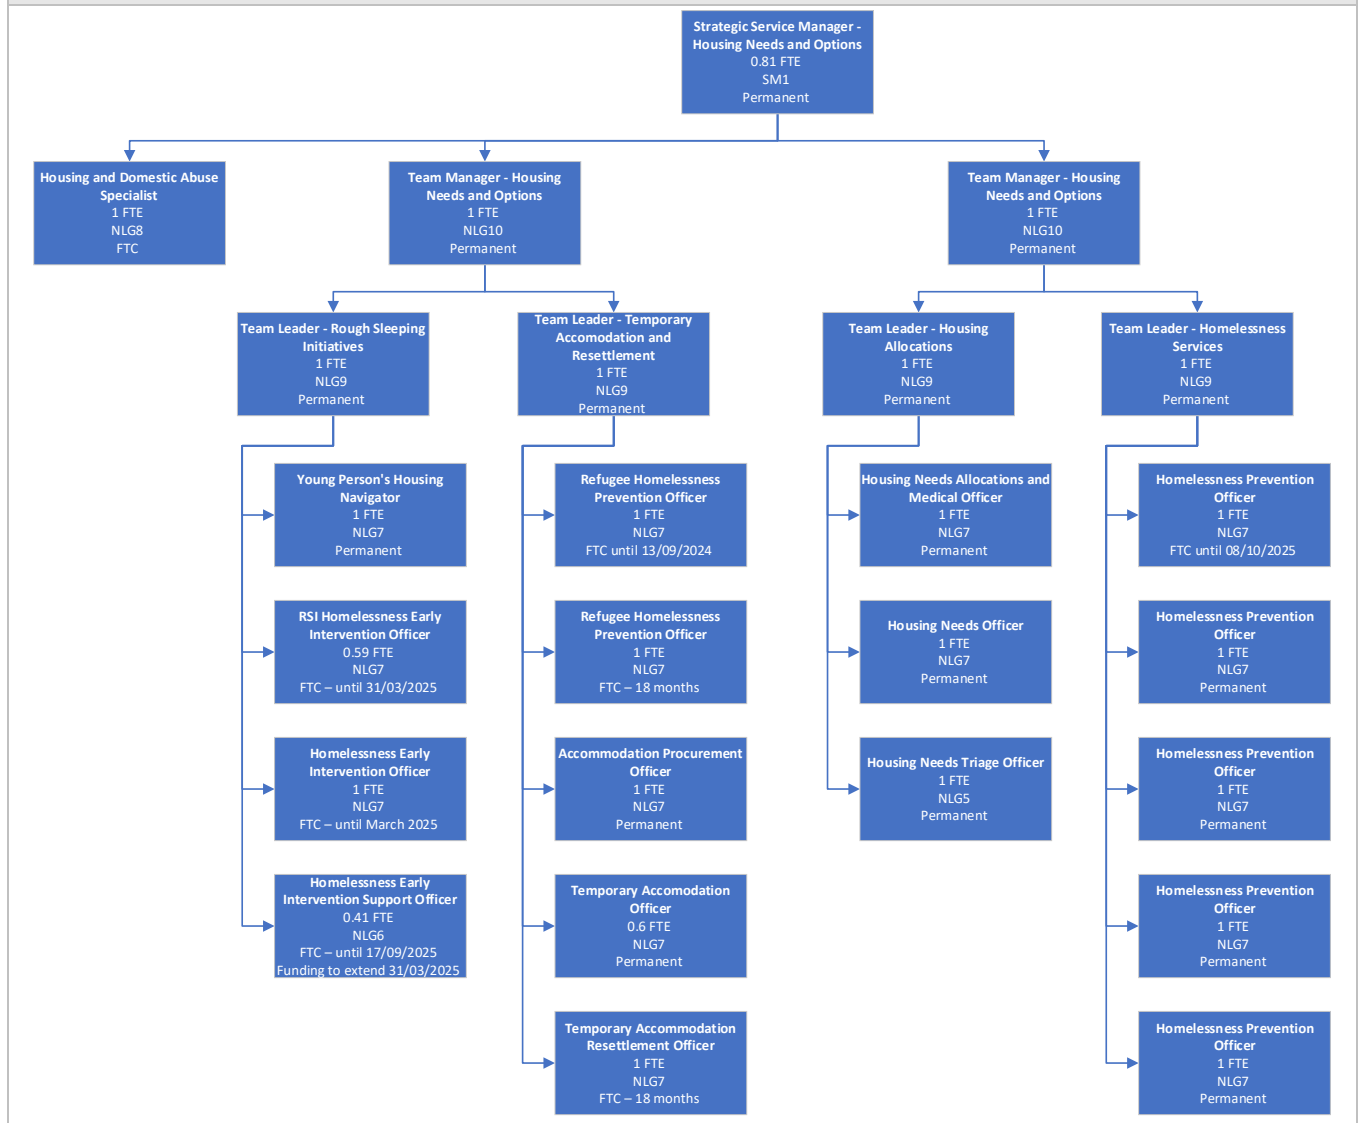 Strategic Service Manager -
Housing Needs and Options
0.81 FTE
SM1
Permanent
Housing and Domestic Abuse
Specialist
1 FTE
NLG8
FTC
Team Manager - Housing
Needs and Options
1 FTE
NLG10
Permanent
Team Manager - Housing
Needs and Options
1 FTE
NLG10
Permanent
Team Leader - Rough Sleeping
Initiatives
1 FTE
NLG9
Permanent
Team Leader - Temporary
Accomodation and
Resettlement
1 FTE
NLG9
Permanent
Team Leader - Housing
Allocations
1 FTE
NLG9
Permanent
Team Leader - Homelessness
Services
1 FTE
NLG9
Permanent
Young Person's Housing
Navigator
1 FTE
NLG7
Permanent
RSI Homelessness Early
Intervention Officer
0.59 FTE
NLG7
FTC – until 31/03/2025
Homelessness Early
Intervention Officer
1 FTE
NLG7
FTC – until March 2025
Homelessness Early
Intervention Support Officer
0.41 FTE
NLG6
FTC – until 17/09/2025
Funding to extend 31/03/2025
Refugee Homelessness
Prevention Officer
1 FTE
NLG7
FTC until 13/09/2024
Refugee Homelessness
Prevention Officer
1 FTE
NLG7
FTC – 18 months
Accommodation Procurement
Officer
1 FTE
NLG7
Permanent
Temporary Accomodation
Officer
0.6 FTE
NLG7
Permanent
Temporary Accommodation
Resettlement Officer
1 FTE
NLG7
FTC – 18 months
Housing Needs Allocations and
Medical Officer
1 FTE
NLG7
Permanent
Housing Needs Officer
1 FTE
NLG7
Permanent
Housing Needs Triage Officer
1 FTE
NLG5
Permanent
Homelessness Prevention
Officer
1 FTE
NLG7
FTC until 08/10/2025
Homelessness Prevention
Officer
1 FTE
NLG7
Permanent
Homelessness Prevention
Officer
1 FTE
NLG7
Permanent
Homelessness Prevention
Officer
1 FTE
NLG7
Permanent
Homelessness Prevention
Officer
1 FTE
NLG7
Permanent